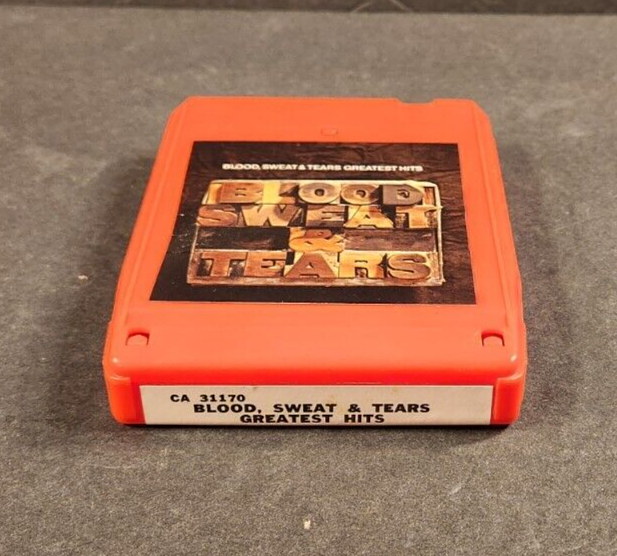 BLOOD, SWEAT & TEARS GREATEST HITS
BLOOD
SWEAT
&
TEARS
CA 31170
BLOOD, SWEAT & TEARS
GREATEST HITS